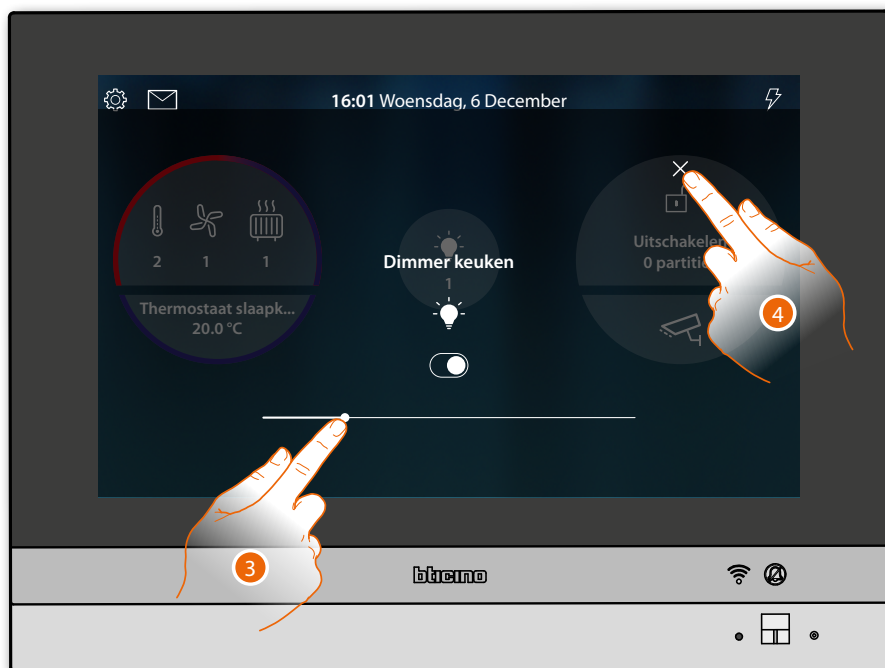 16:01 Woensdag, 6 December
2 1 1
Thermostaat slaapk...
20.0 °C
Dimmer keuken
1
Uitschakelen
0 partiti
4
3
bticino